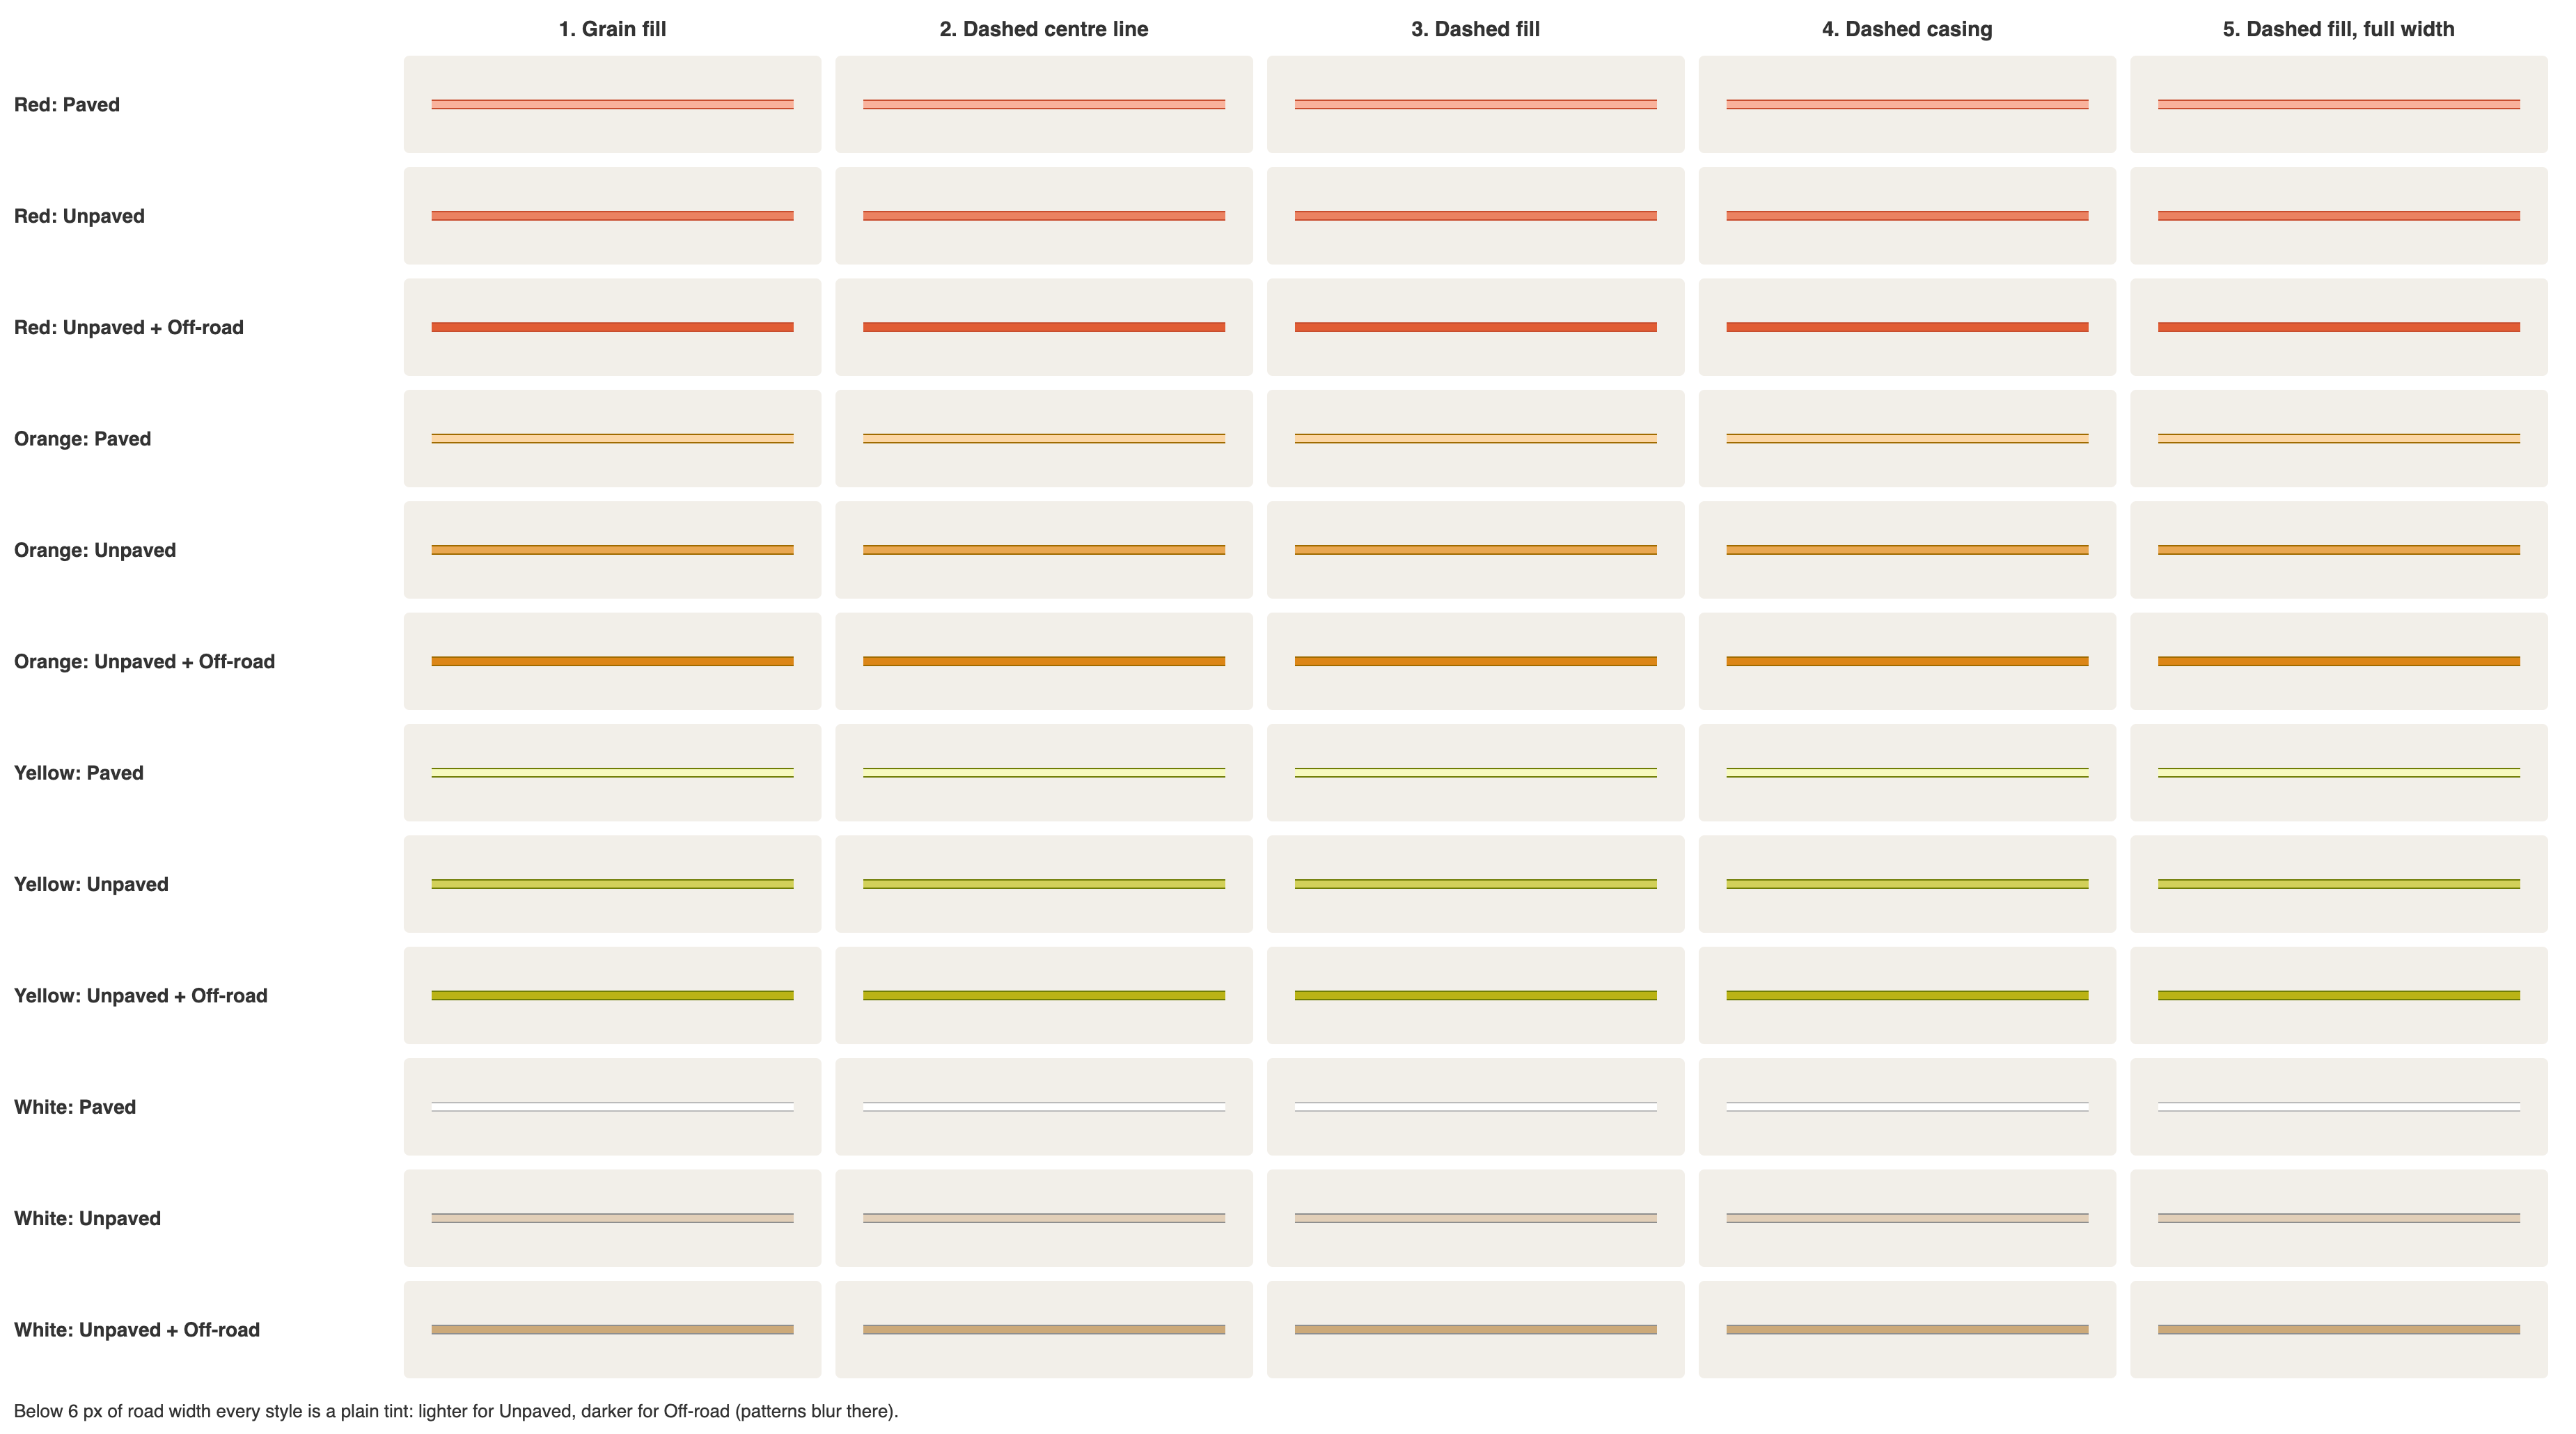 1. Grain fill
2. Dashed centre line
3. Dashed fill
4. Dashed casing
5. Dashed fill, full width
Red: Paved
Red: Unpaved
Red: Unpaved + Off-road
Orange: Paved
Orange: Unpaved
Orange: Unpaved + Off-road
Yellow: Paved
Yellow: Unpaved
Yellow: Unpaved + Off-road
White: Paved
White: Unpaved
White: Unpaved + Off-road
Below 6 px of road width every style is a plain tint: lighter for Unpaved, darker for Off-road (patterns blur there).